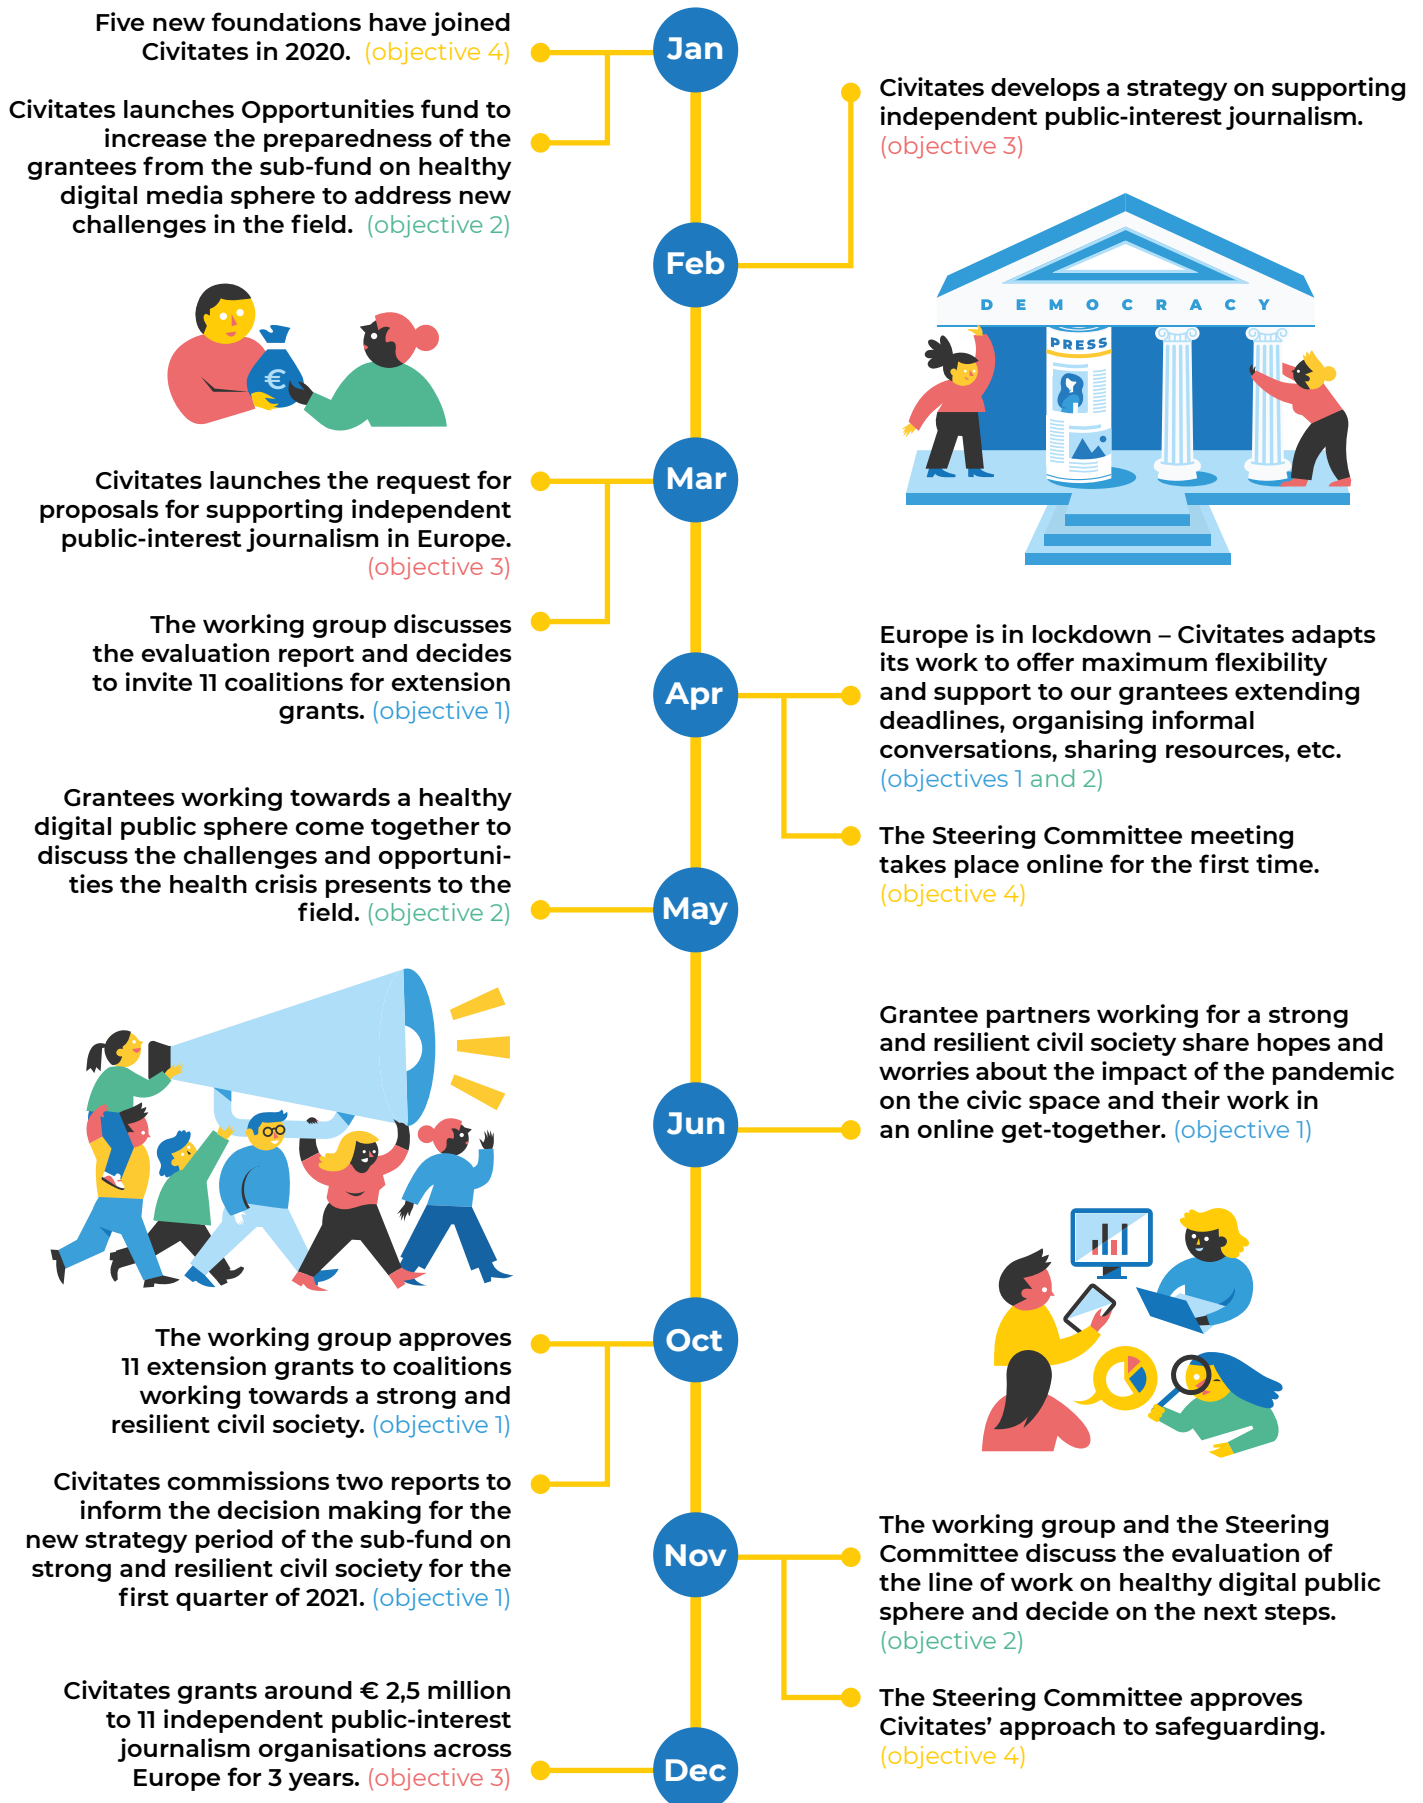 Jan
Five new foundations have joined
Civitates in 2020. (objective 4)
Civitates launches Opportunities fund to
increase the preparedness of the
grantees from the sub-fund on healthy
digital media sphere to address new
challenges in the field. (objective 2)
Feb
Civitates develops a strategy on supporting
independent public-interest journalism.
(objective 3)
€
DEMOCRACY
PRESS
Mar
Civitates launches the request for
proposals for supporting independent
public-interest journalism in Europe.
(objective 3)
The working group discusses
the evaluation report and decides
to invite 11 coalitions for extension
grants. (objective 1)
Apr
Europe is in lockdown – Civitates adapts
its work to offer maximum flexibility
and support to our grantees extending
deadlines, organising informal
conversations, sharing resources, etc.
(objectives 1 and 2)
The Steering Committee meeting
takes place online for the first time.
(objective 4)
May
Grantees working towards a healthy
digital public sphere come together to
discuss the challenges and opportuni-
ties the health crisis presents to the
field. (objective 2)
Jun
Grantee partners working for a strong
and resilient civil society share hopes and
worries about the impact of the pandemic
on the civic space and their work in
an online get-together. (objective 1)
Oct
The working group approves
11 extension grants to coalitions
working towards a strong and
resilient civil society. (objective 1)
Civitates commissions two reports to
inform the decision making for the
new strategy period of the sub-fund on
strong and resilient civil society for the
first quarter of 2021. (objective 1)
Nov
The working group and the Steering
Committee discuss the evaluation of
the line of work on healthy digital public
sphere and decide on the next steps.
(objective 2)
The Steering Committee approves
Civitates’ approach to safeguarding.
(objective 4)
Dec
Civitates grants around € 2,5 million
to 11 independent public-interest
journalism organisations across
Europe for 3 years. (objective 3)